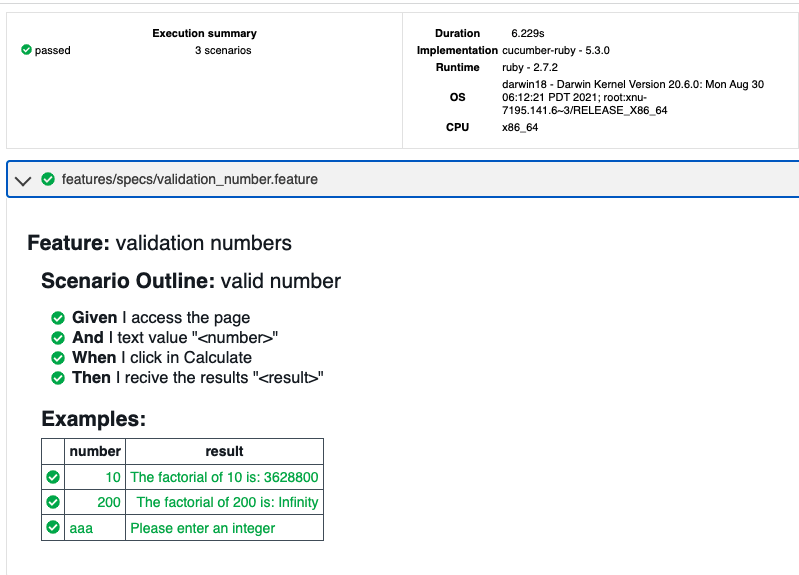 Execution summary
passed
3 scenarios
Duration 6.229s
Implementation cucumber-ruby - 5.3.0
Runtime ruby - 2.7.2
OS darwin18 - Darwin Kernel Version 20.6.0: Mon Aug 30
06:12:21 PDT 2021; root:xnu-
7195.141.6~3/RELEASE_X86_64
CPU x86_64
features/specs/validation_number.feature
Feature: validation numbers
Scenario Outline: valid number
Given I access the page
And I text value "<number>"
When I click in Calculate
Then I recive the results "<result>"
Examples:
number result
10 The factorial of 10 is: 3628800
200 The factorial of 200 is: Infinity
aaa Please enter an integer